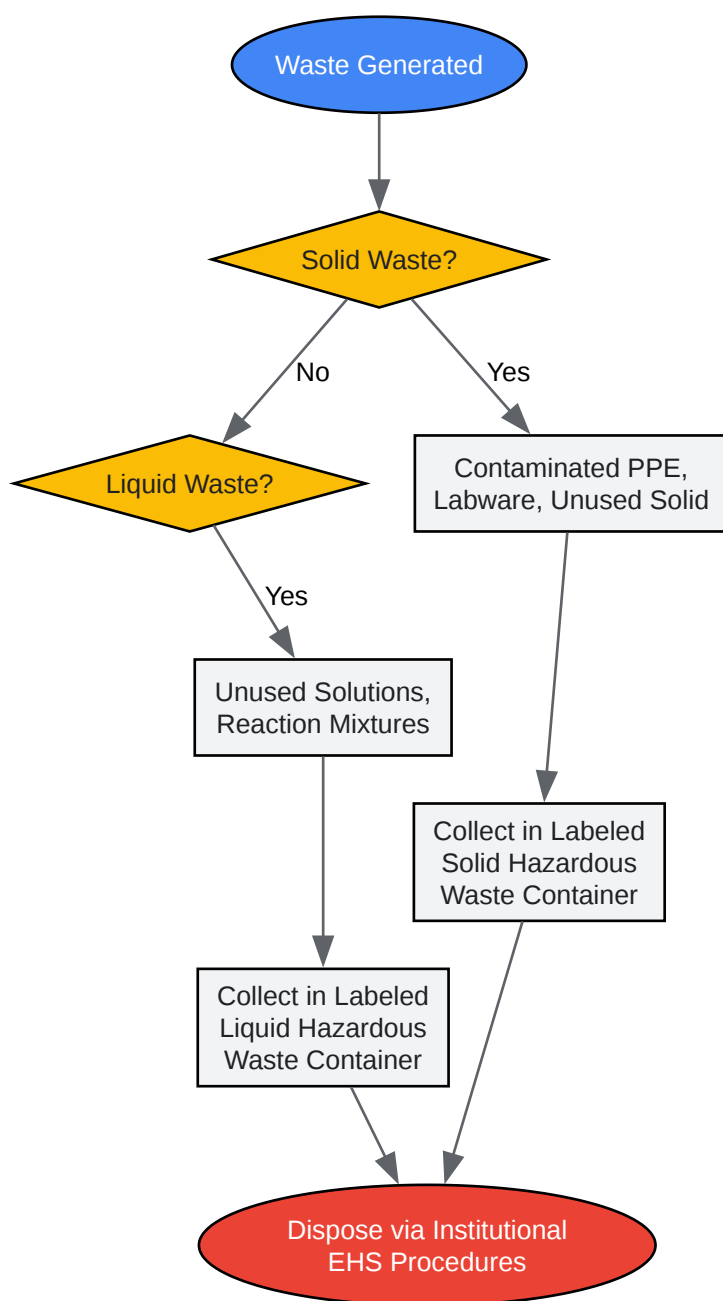 Waste Generated
Solid Waste?
No
Yes
Liquid Waste?
Contaminated PPE,
Labware, Unused Solid
Yes
Unused Solutions,
Reaction Mixtures
Collect in Labeled
Solid Hazardous
Waste Container
Collect in Labeled
Liquid Hazardous
Waste Container
Dispose via Institutional
EHS Procedures